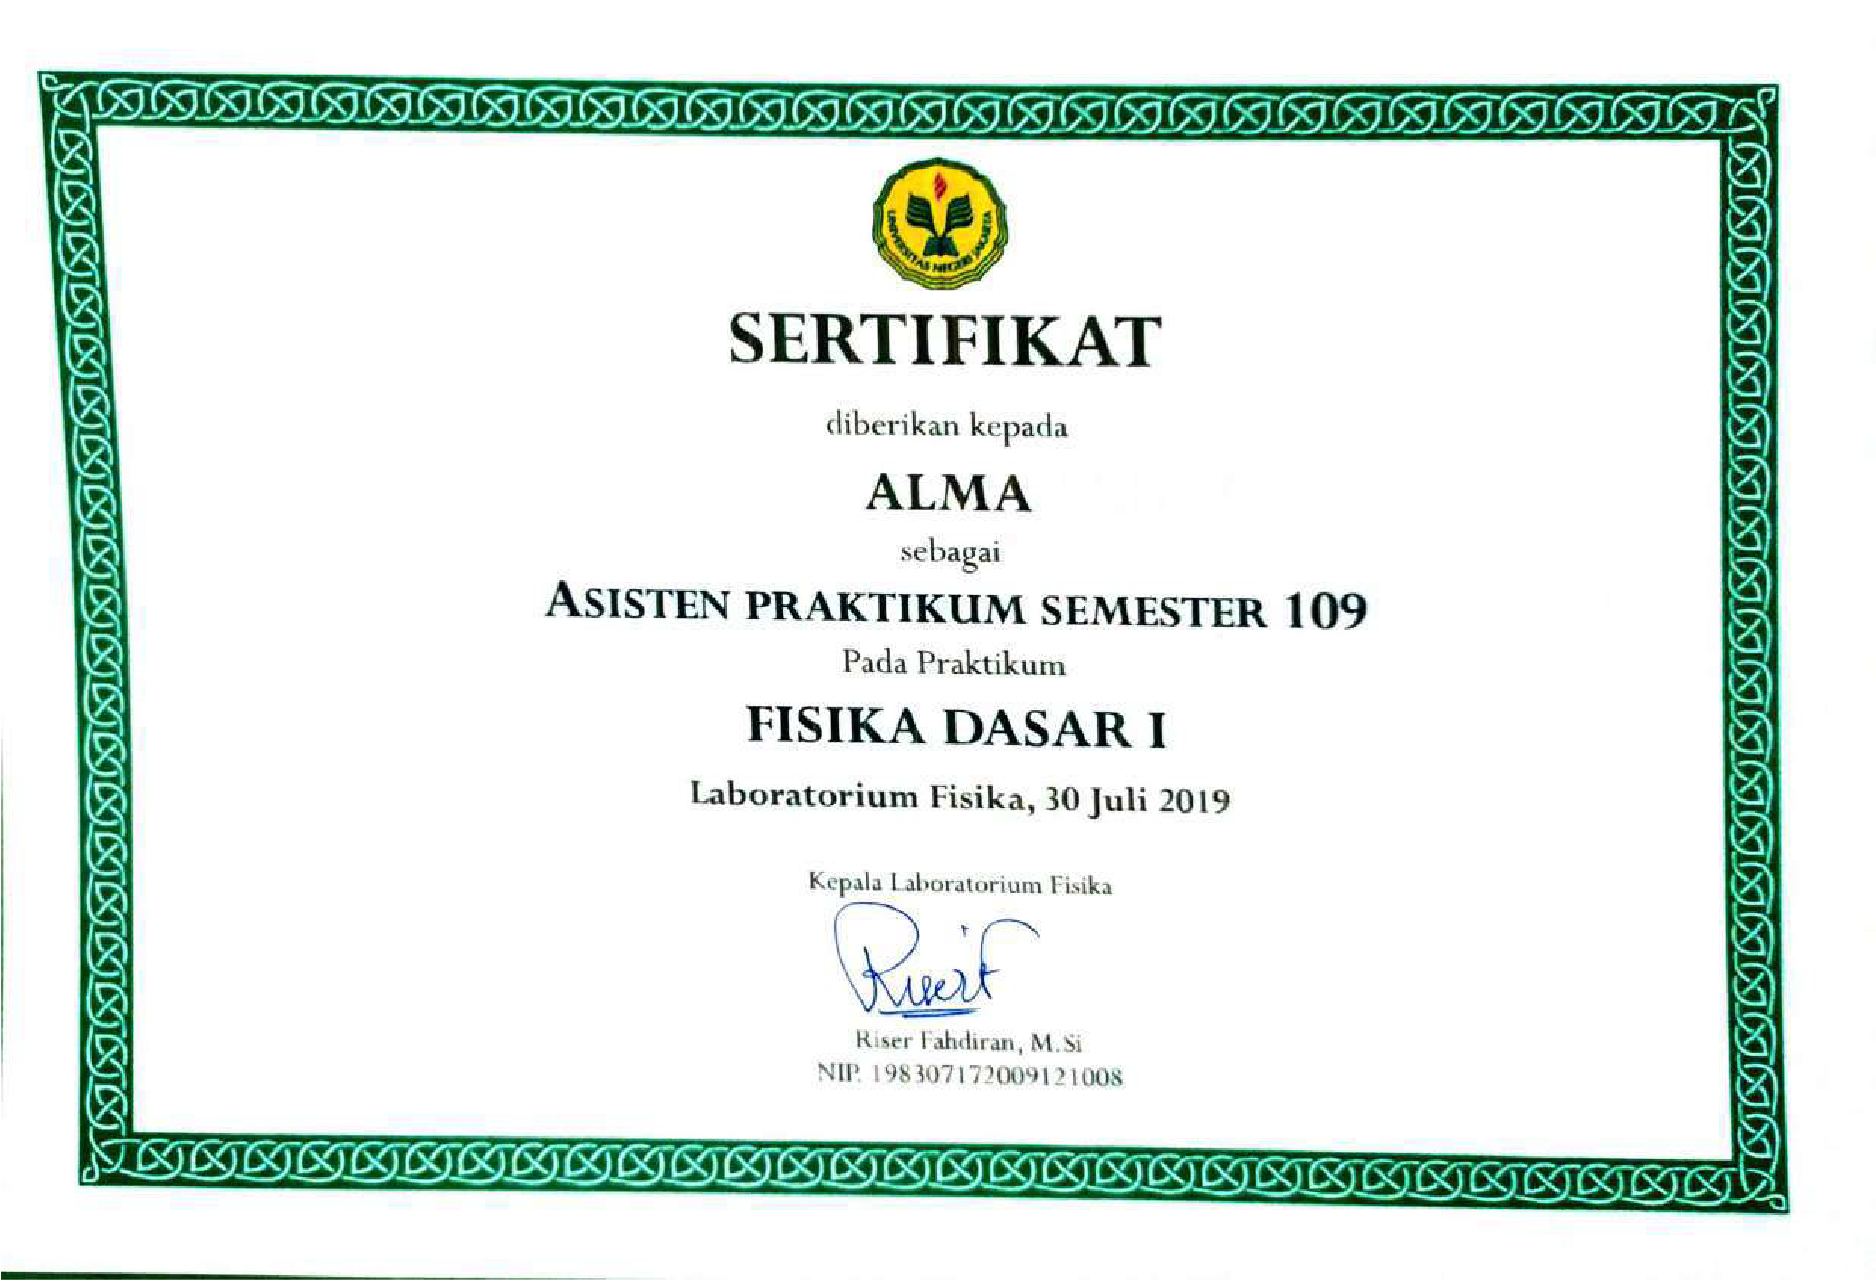 UNIVERSITAS NEGERI JAKARTA
SERTIFIKAT
diberikan kepada
ALMA
sebagai
ASISTEN PRAKTIKUM SEMESTER 109
Pada Praktikum
FISIKA DASAR I
Laboratorium Fisika, 30 Juli 2019
Kepala Laboratorium Fisika
Riser Fahdiran, M.Si
NIP. 198307172009121008